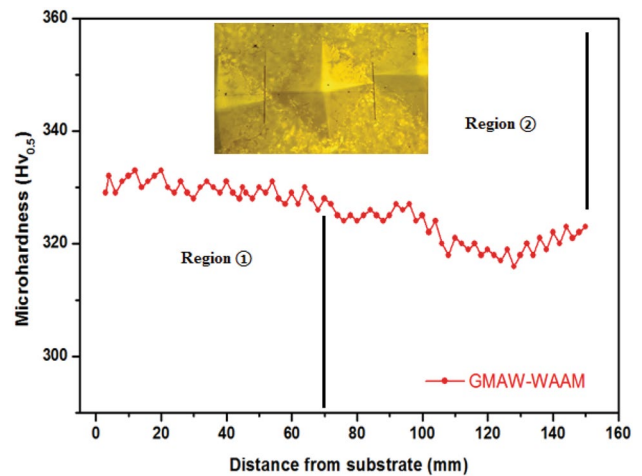 360
340
320
300
Microhardness (Hv0.5)
Region ②
Region ①
GMAW-WAAM
0 20 40 60 80 100 120 140 160
Distance from substrate (mm)